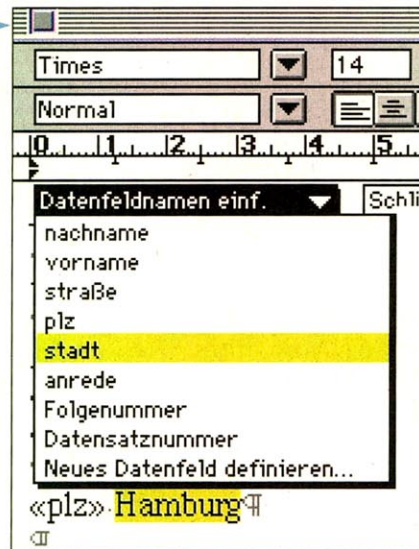 Times 14
Normal
0 1 2 3 4 5
Datenfeldnamen einf. Schli
nachname
vorname
straße
plz
stadt
anrede
Folgenummer
Datensatznummer
Neues Datenfeld definieren...
«plz» Hamburg¶
¶